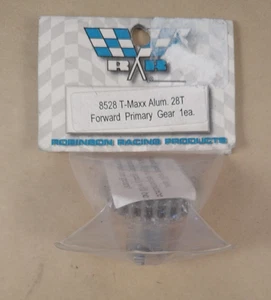 R R
8528 T-Maxx Alum. 28T
Forward Primary Gear 1ea.
ROBINSON RACING PRODUCTS